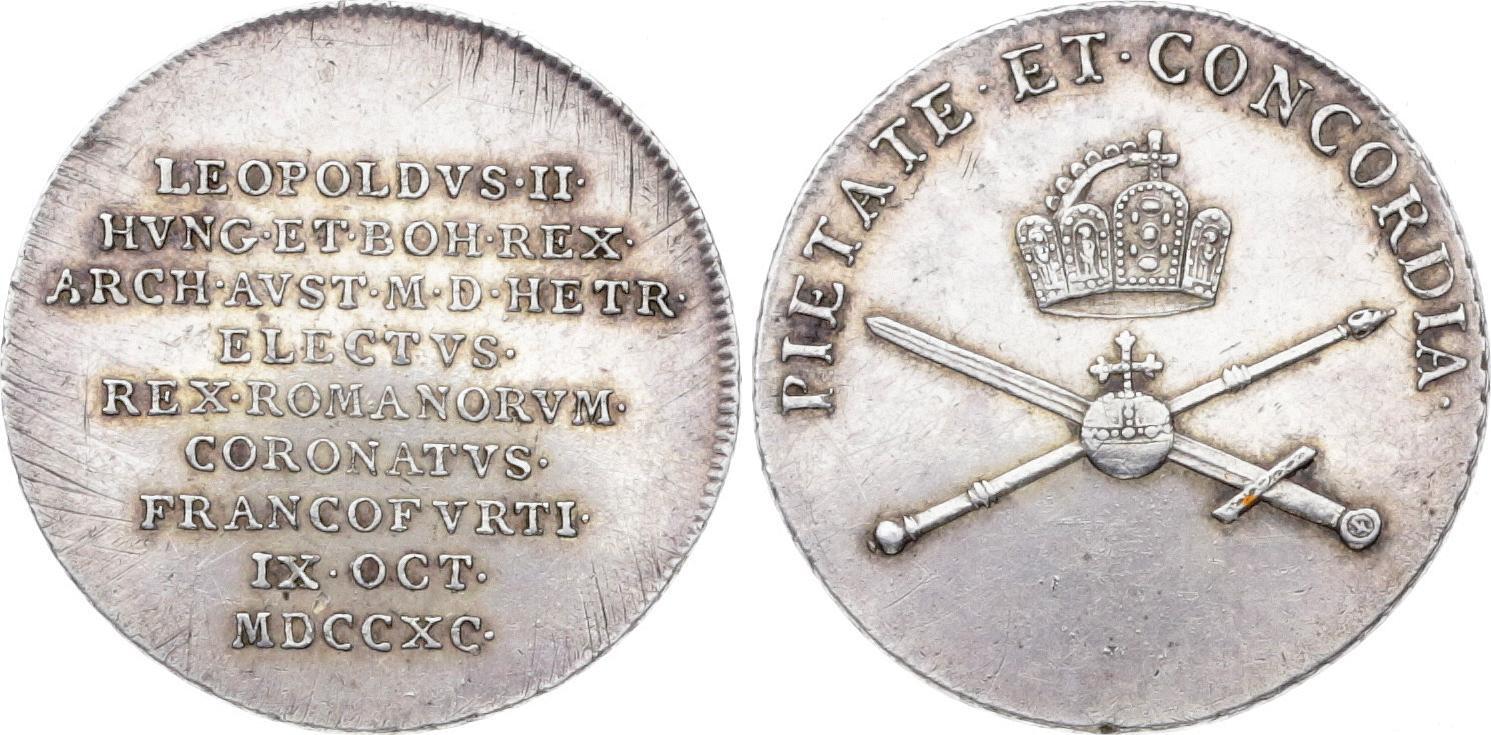 LEOPOLDVS·II·
HVNG·ET·BOH·REX·
ARCH·AVST·M·D·HETR·
ELECTVS·
REX·ROMANORVM·
CORONATVS·
FRANCOFVRTI·
IX·OCT·
MDCCXC·
PIETATE·ET·CONCORDIA·